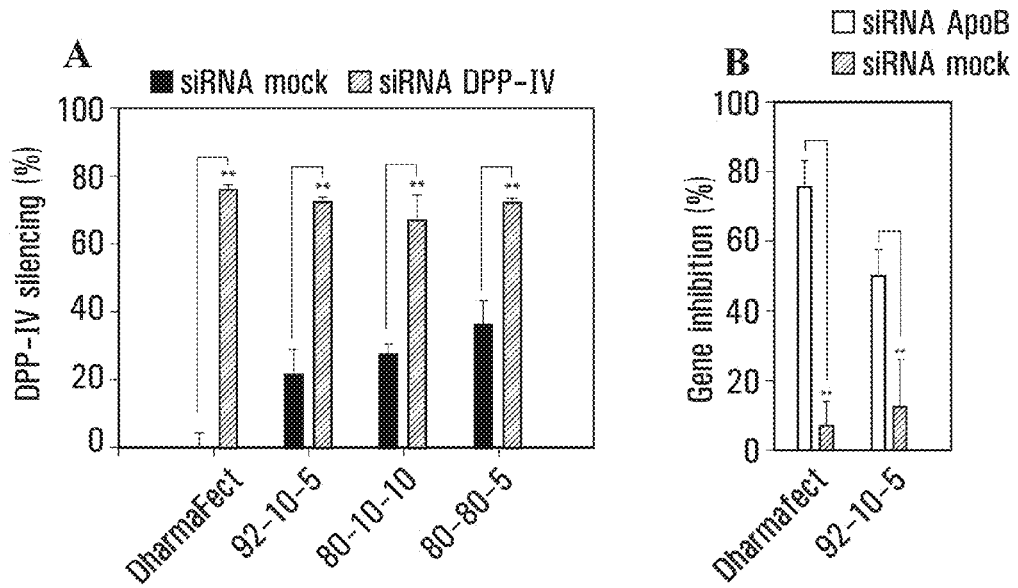 A
siRNA mock siRNA DPP-IV
DPP-IV silencing (%)
100
80
60
40
20
0
** ** ** **
DharmaFect
92-10-5
80-10-10
80-80-5
siRNA ApoB
B
siRNA mock
Gene inhibition (%)
100
80
60
40
20
0
** **
Dharmafect
92-10-5